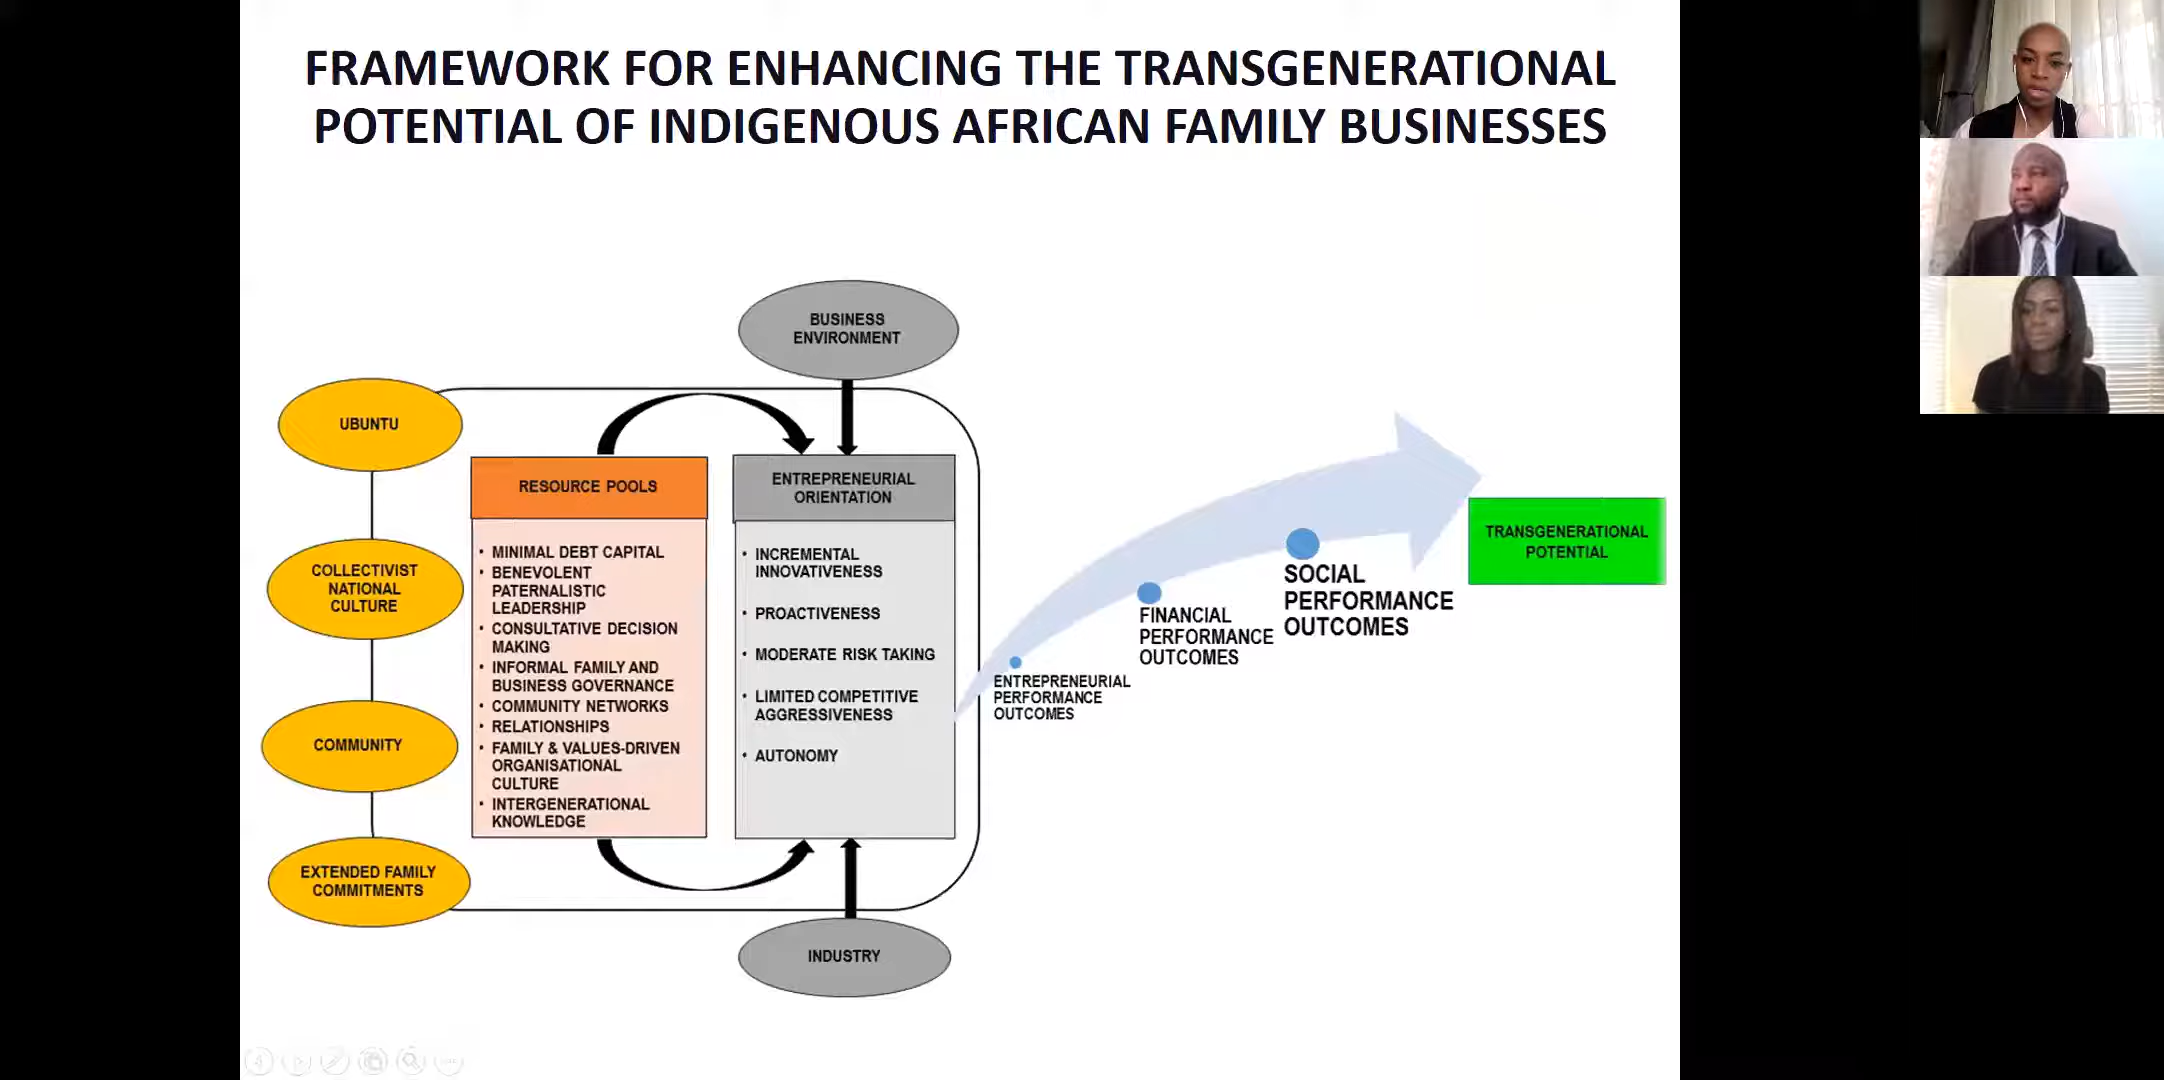 FRAMEWORK FOR ENHANCING THE TRANSGENERATIONAL
POTENTIAL OF INDIGENOUS AFRICAN FAMILY BUSINESSES
BUSINESS
ENVIRONMENT
UBUNTU
COLLECTIVIST
NATIONAL
CULTURE
COMMUNITY
EXTENDED FAMILY
COMMITMENTS
RESOURCE POOLS
• MINIMAL DEBT CAPITAL
• BENEVOLENT
PATERNALISTIC
LEADERSHIP
• CONSULTATIVE DECISION
MAKING
• INFORMAL FAMILY AND
BUSINESS GOVERNANCE
• COMMUNITY NETWORKS
• RELATIONSHIPS
• FAMILY & VALUES-DRIVEN
ORGANISATIONAL
CULTURE
• INTERGENERATIONAL
KNOWLEDGE
ENTREPRENEURIAL
ORIENTATION
• INCREMENTAL
INNOVATIVENESS
• PROACTIVENESS
• MODERATE RISK TAKING
• LIMITED COMPETITIVE
AGGRESSIVENESS
• AUTONOMY
INDUSTRY
ENTREPRENEURIAL
PERFORMANCE
OUTCOMES
FINANCIAL
PERFORMANCE
OUTCOMES
SOCIAL
PERFORMANCE
OUTCOMES
TRANSGENERATIONAL
POTENTIAL